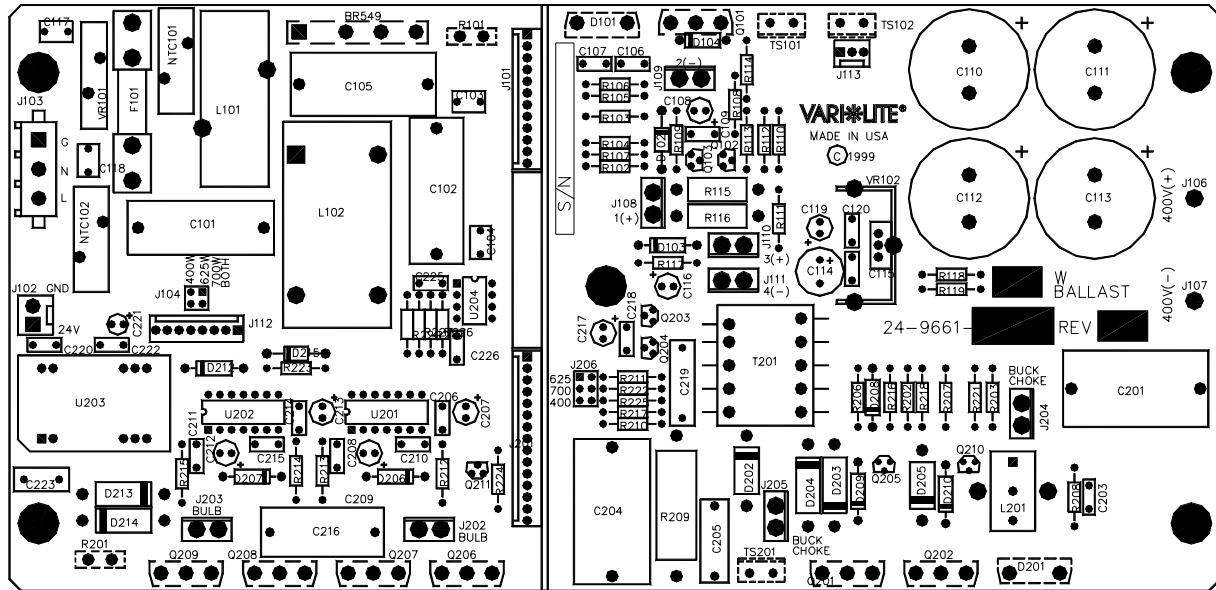 C117
BR549
R101
D101
Q101
TS101
TS102
D104
NTC101
VR101
F101
L101
C105
C103
J101
C107
C106
J109
2(-)
R114
J113
C110
C111
J103
G
N
L
C118
S/N
R106
R105
R103
R104
R107
R102
C108
R108
C109
D102
R109
Q103
Q102
R113
R112
R110
VARI*LITE®
MADE IN USA
C 1999
NTC102
C101
L102
C102
C104
J108
1(+)
R115
R116
R111
J110
3(+)
J111
4(-)
D103
R117
C116
C119
C120
VR102
C114
C115
C112
C113
J106
400V(+)
J107
400V(-)
R118
R119
W
BALLAST
24-9661-
REV
J102
GND
24V
J104
400W
625W
700W
BOTH
J112
C221
C220
C222
C225
U204
C226
U203
D212
R223
C217
C218
Q203
Q204
C219
T201
J206
625
700
400
R211
R222
R225
R217
R210
BUCK
CHOKE
J204
C201
R206
D208
R216
R202
R218
R207
R221
R203
C211
U202
C214
C213
U201
C206
C207
C212
C215
C208
C210
R215
D207
R214
R213
D206
R212
Q211
R224
C223
D213
D214
R201
J203
BULB
C209
C216
J202
BULB
Q209
Q208
Q207
Q206
C204
R209
C205
D202
J205
BUCK
CHOKE
TS201
D204
D203
D209
Q205
D205
D210
Q210
L201
R208
C203
Q201
Q202
D201